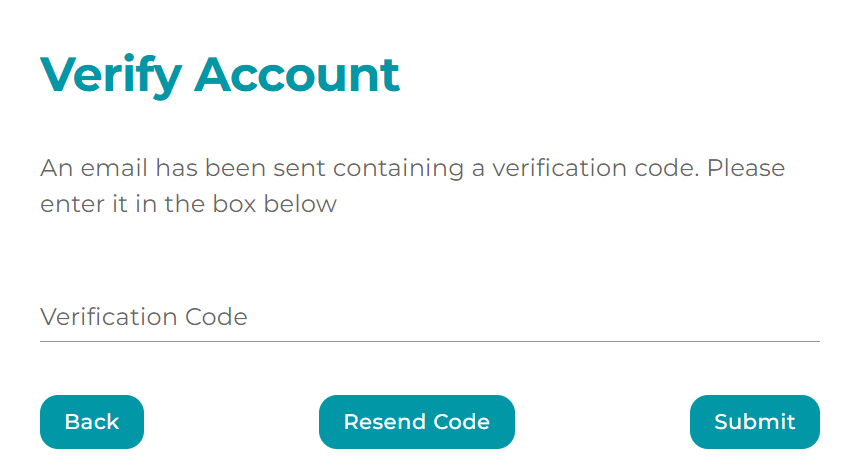 Verify Account
An email has been sent containing a verification code. Please
enter it in the box below
Verification Code
Back
Resend Code
Submit